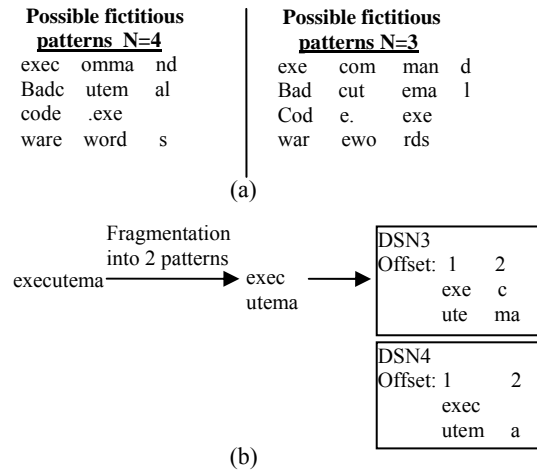 Possible fictitious
patterns N=4
exec omma nd
Badc utem al
code .exe
ware word s
Possible fictitious
patterns N=3
exe com man d
Bad cut ema l
Cod e. exe
war ewo rds
(a)
Fragmentation
into 2 patterns
executema
exec
utema
DSN3
Offset: 1 2
exe c
ute ma
DSN4
Offset: 1 2
exec
utem a
(b)